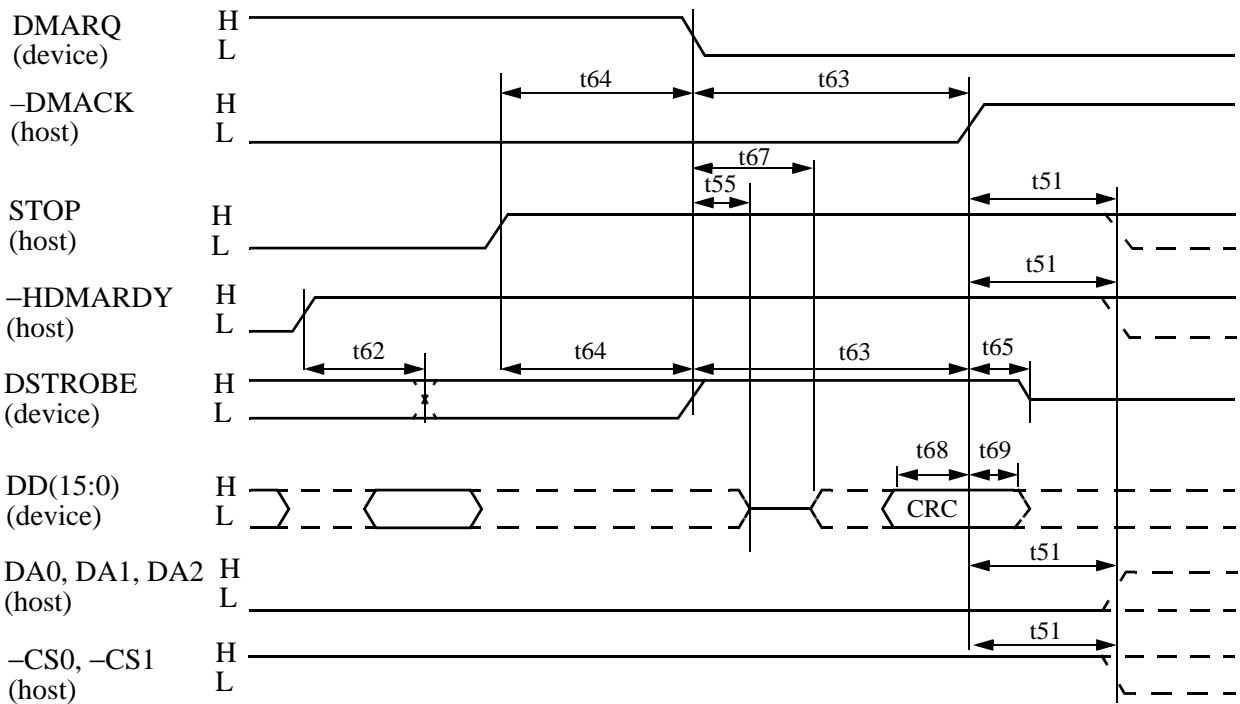 DMARQ H
(device) L
t64 t63
–DMACK H
(host) L
t67
t55 t51
STOP H
(host) L
t51
–HDMARDY H
(host) L
t62 t64 t63 t65
DSTROBE H
(device) L
t68 t69
DD(15:0) H
(device) L CRC
t51
DA0, DA1, DA2 H
(host) L
t51
–CS0, –CS1 H
(host) L